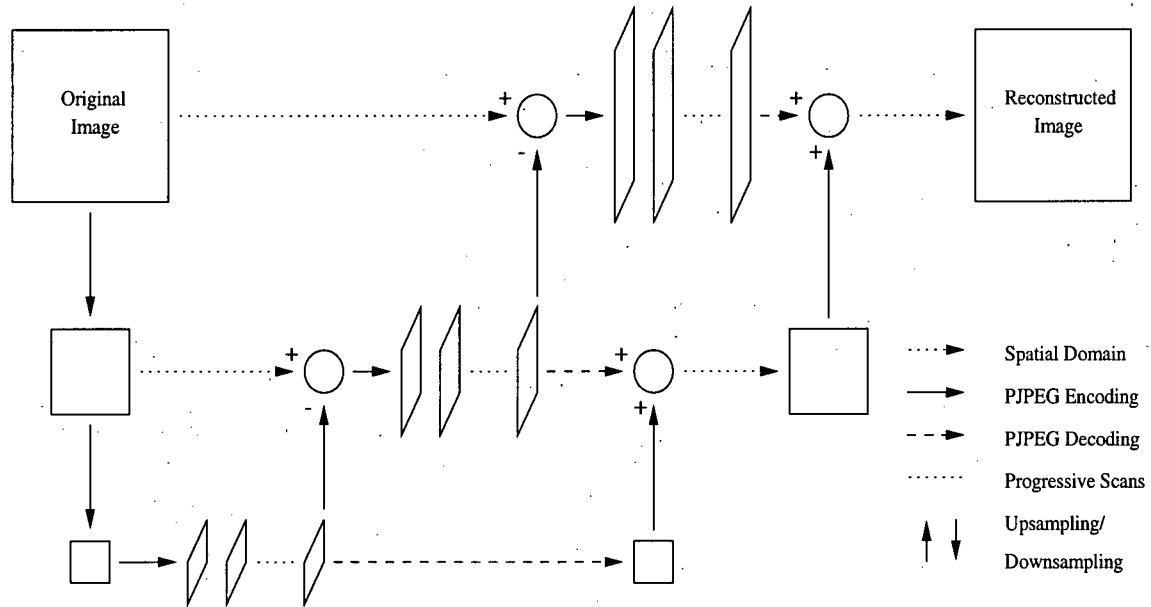 Original
Image
+
-
+
+
Reconstructed
Image
+
-
+
+
Spatial Domain
PJPEG Encoding
PJPEG Decoding
Progressive Scans
Upsampling/
Downsampling